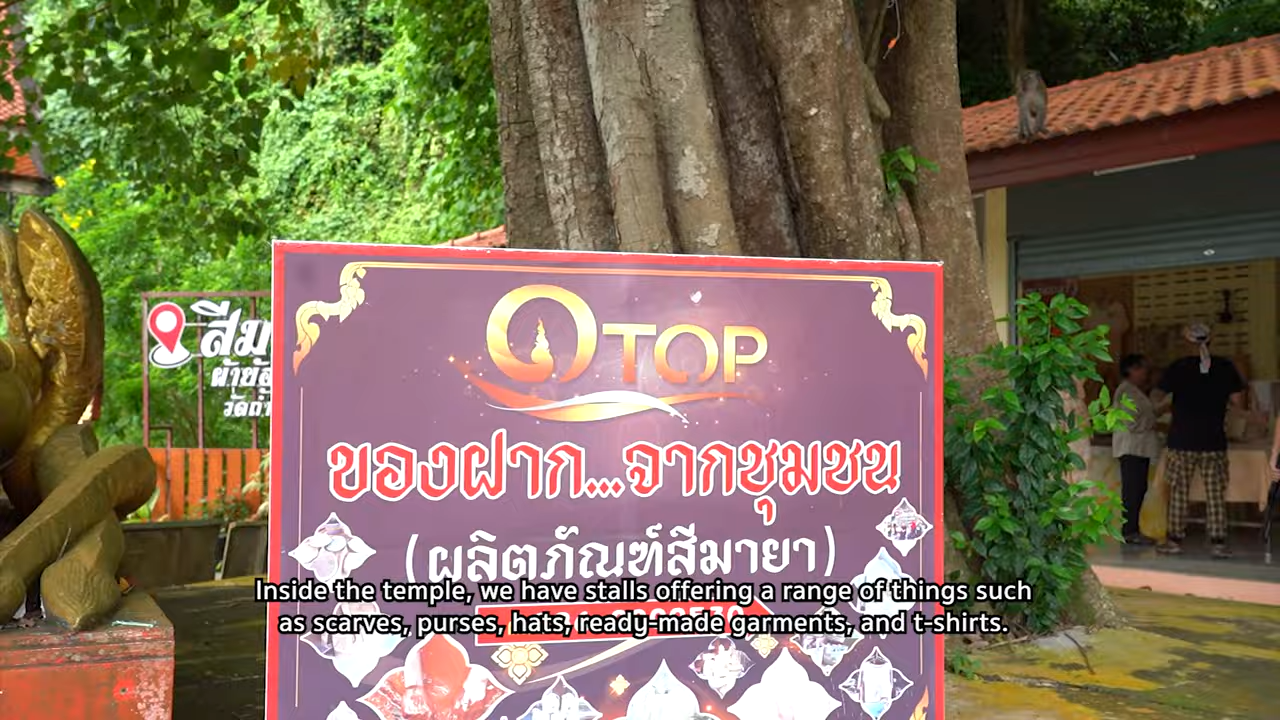 OTOP
ของฝาก...จากชุมชน
(ผลิตภัณฑ์สีมายา)
สีม
Inside the temple, we have stalls offering a range of things such
as scarves, purses, hats, ready-made garments, and t-shirts.